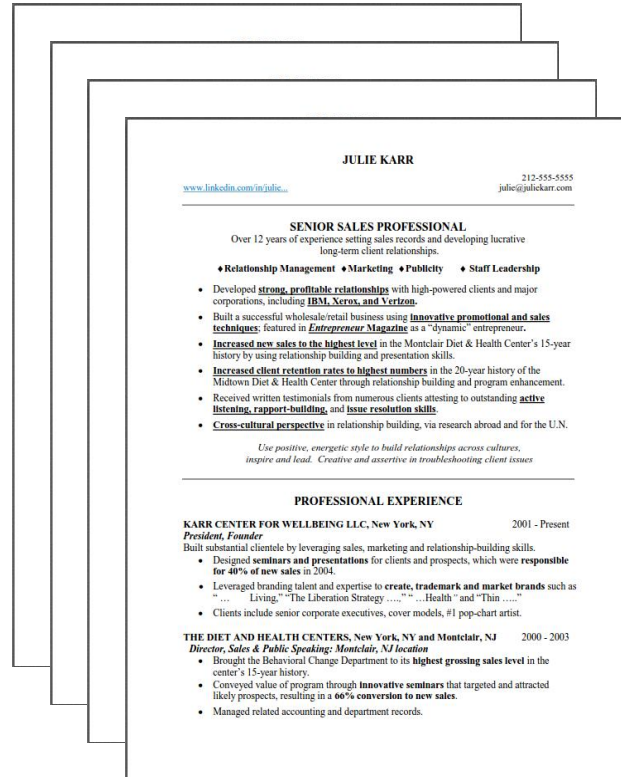 JULIE KARR
212-555-5555
www.linkedin.com/in/julie... julie@juliekarr.com
SENIOR SALES PROFESSIONAL
Over 12 years of experience setting sales records and developing lucrative
long-term client relationships.
♦Relationship Management ♦Marketing ♦Publicity ♦ Staff Leadership
• Developed strong, profitable relationships with high-powered clients and major
corporations, including IBM, Xerox, and Verizon.
• Built a successful wholesale/retail business using innovative promotional and sales
techniques; featured in Entrepreneur Magazine as a “dynamic” entrepreneur.
• Increased new sales to the highest level in the Montclair Diet & Health Center’s 15-year
history by using relationship building and presentation skills.
• Increased client retention rates to highest numbers in the 20-year history of the
Midtown Diet & Health Center through relationship building and program enhancement.
• Received written testimonials from numerous clients attesting to outstanding active
listening, rapport-building, and issue resolution skills.
• Cross-cultural perspective in relationship building, via research abroad and for the U.N.
Use positive, energetic style to build relationships across cultures,
inspire and lead. Creative and assertive in troubleshooting client issues
PROFESSIONAL EXPERIENCE
KARR CENTER FOR WELLBEING LLC, New York, NY 2001 - Present
President, Founder
Built substantial clientele by leveraging sales, marketing and relationship-building skills.
• Designed seminars and presentations for clients and prospects, which were responsible
for 40% of new sales in 2004.
• Leveraged branding talent and expertise to create, trademark and market brands such as
“ … Living,” “The Liberation Strategy ….,” “ …Health “ and “Thin …..”
• Clients include senior corporate executives, cover models, #1 pop-chart artist.
THE DIET AND HEALTH CENTERS, New York, NY and Montclair, NJ 2000 - 2003
Director, Sales & Public Speaking: Montclair, NJ location
• Brought the Behavioral Change Department to its highest grossing sales level in the
center’s 15-year history.
• Conveyed value of program through innovative seminars that targeted and attracted
likely prospects, resulting in a 66% conversion to new sales.
• Managed related accounting and department records.